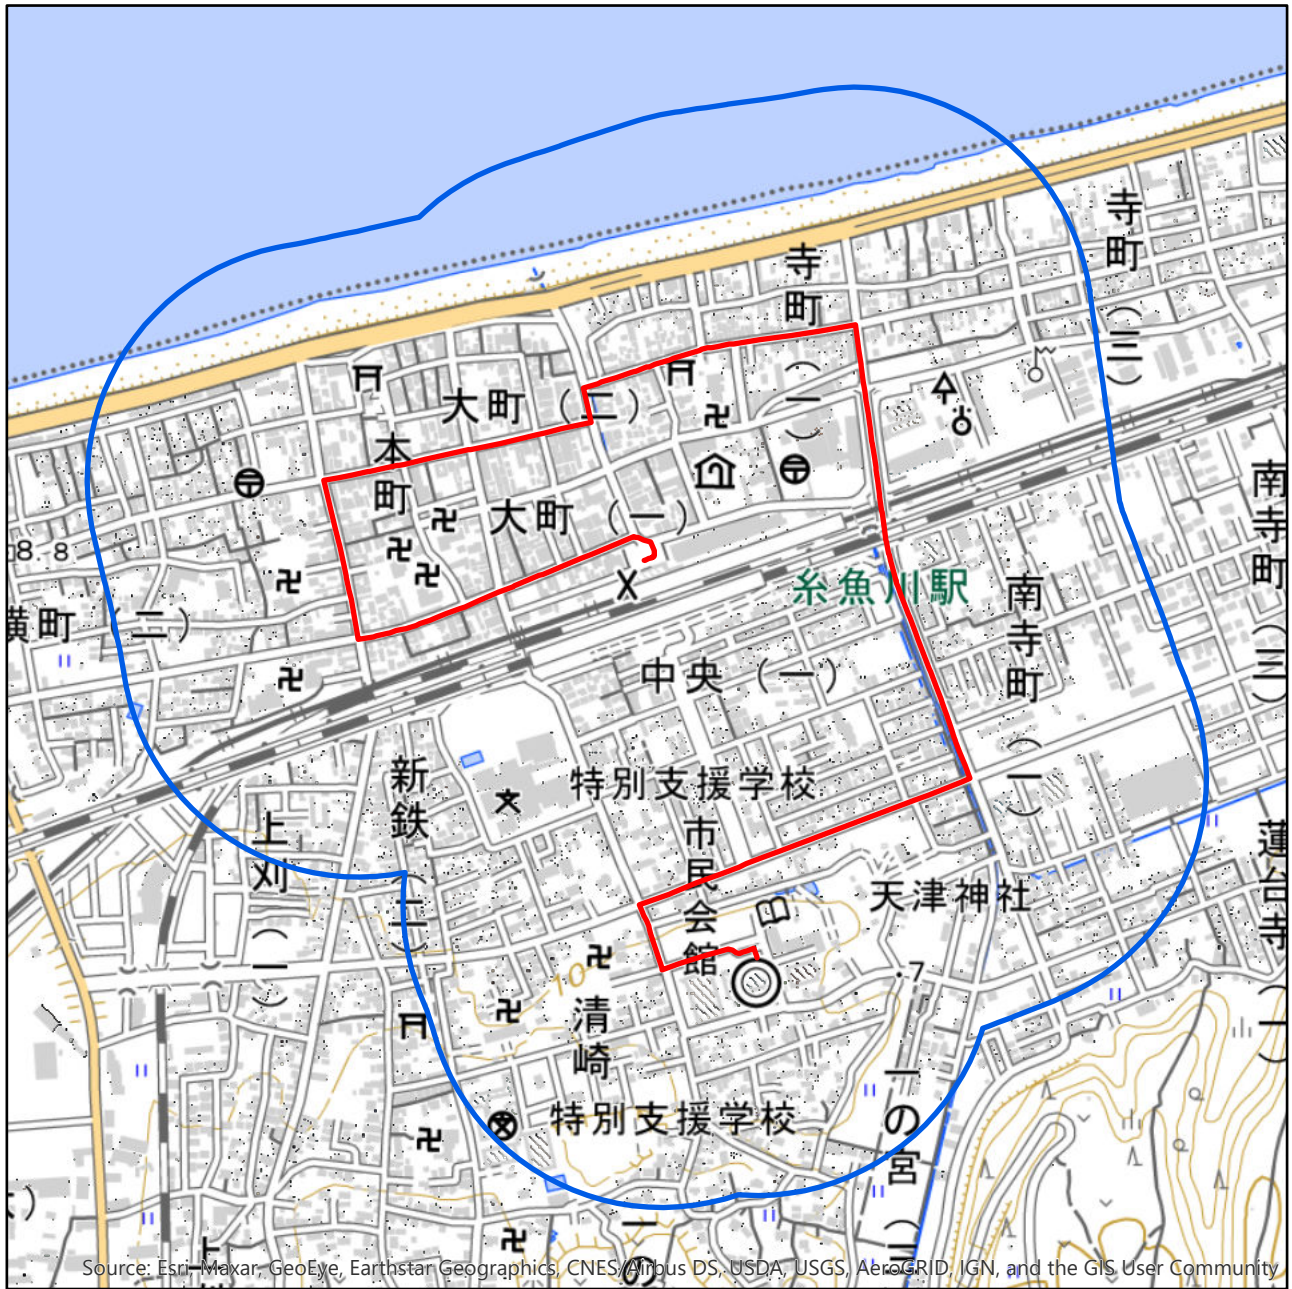 寺町(三)
寺町(一)
大町(二)
本町
大町(一)
南寺町(三)
8.8
糸魚川駅
南寺町(一)
横町(二)
中央(一)
新鉄(二)
特別支援学校
上刈(一)
市民会館
蓮台寺(一)
天津神社
10
.7
清崎
特別支援学校
一の宮(三)
一の
Source: Esri, Maxar, GeoEye, Earthstar Geographics, CNES/Airbus DS, USDA, USGS, AeroGRID, IGN, and the GIS User Community